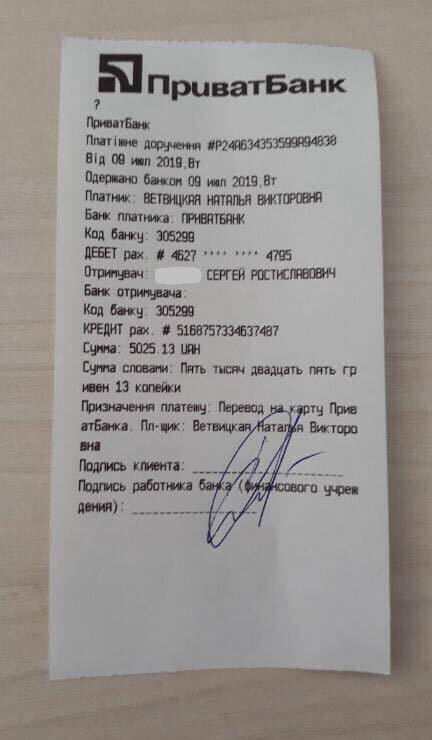 ПриватБанк
?
ПриватБанк
Платіжне доручення #P24A634353599A94838
Від 09 июл 2019,Вт
Одержано банком 09 июл 2019,Вт
Платник: ВЕТВИЦКАЯ НАТАЛЬЯ ВИКТОРОВНА
Банк платника: ПРИВАТБАНК
Код банку: 305299
ДЕБЕТ рах. # 4627 **** **** 4795
Отримувач: СЕРГЕЙ РОСТИСЛАВОВИЧ
Банк отримувача:
Код банку: 305299
КРЕДИТ рах. # 5168757334637487
Сумма: 5025.13 UAH
Сумма словами: Пять тысяч двадцать пять гр
ивен 13 копейки
Призначення платежу: Перевод на карту Прив
атБанка. Пл-щик: Ветвицкая Наталья Викторо
вна
Подпись клиента:
Подпись работника банка (финансового учреж
дения):